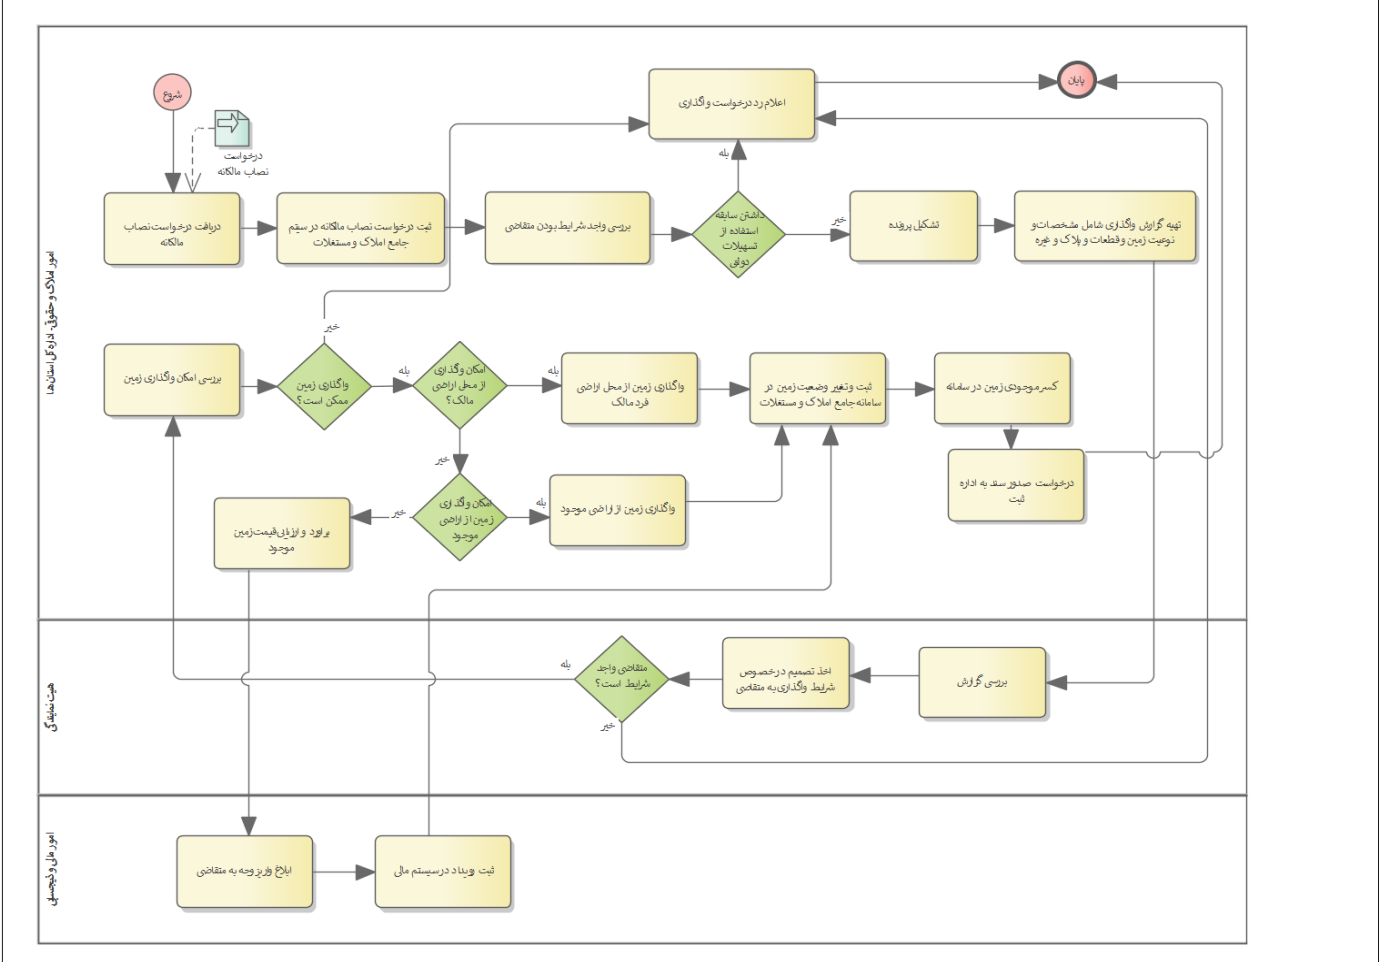 امور املاک و حقوقی- اداره کل استان‌ها
شروع
درخواست
نصاب مالکانه
دریافت درخواست نصاب
مالکانه
ثبت درخواست نصاب مالکانه در سیتم
جامع املاک و مستغلات
بررسی واجد شرایط بودن متقاضی
داشتن سابقه
استفاده از
تسهیلات
دولتی
بله
خیر
اعلام رد درخواست واگذاری
پایان
تشکیل پرونده
تهیه گزارش واگذاری شامل مشخصات و
نوعیت زمین و قطعات و پلاک و غیره
بررسی امکان واگذاری زمین
واگذاری زمین
ممکن است؟
خیر
بله
امکان واگذاری
از محل اراضی
مالک؟
بله
خیر
واگذاری زمین از محل اراضی
فرد مالک
ثبت و تغیر وضعیت زمین در
سامانه جامع املاک و مستغلات
کسر موجودی زمین در سامانه
درخواست صدور سند به اداره
ثبت
امکان واگذاری
زمین از اراضی
موجود
بله
خیر
واگذاری زمین از اراضی موجود
براورد و ارزیابی قیمت زمین
موجود
هیت نمایندگی
بررسی گزارش
اخذ تصمیم درخصوص
شرایط واگذاری به متقاضی
متقاضی واجد
شرایط است؟
بله
خیر
امور مالی و ذیحسابی
ابلاغ واریز وجه به متقاضی
ثبت رویداد در سیستم مالی